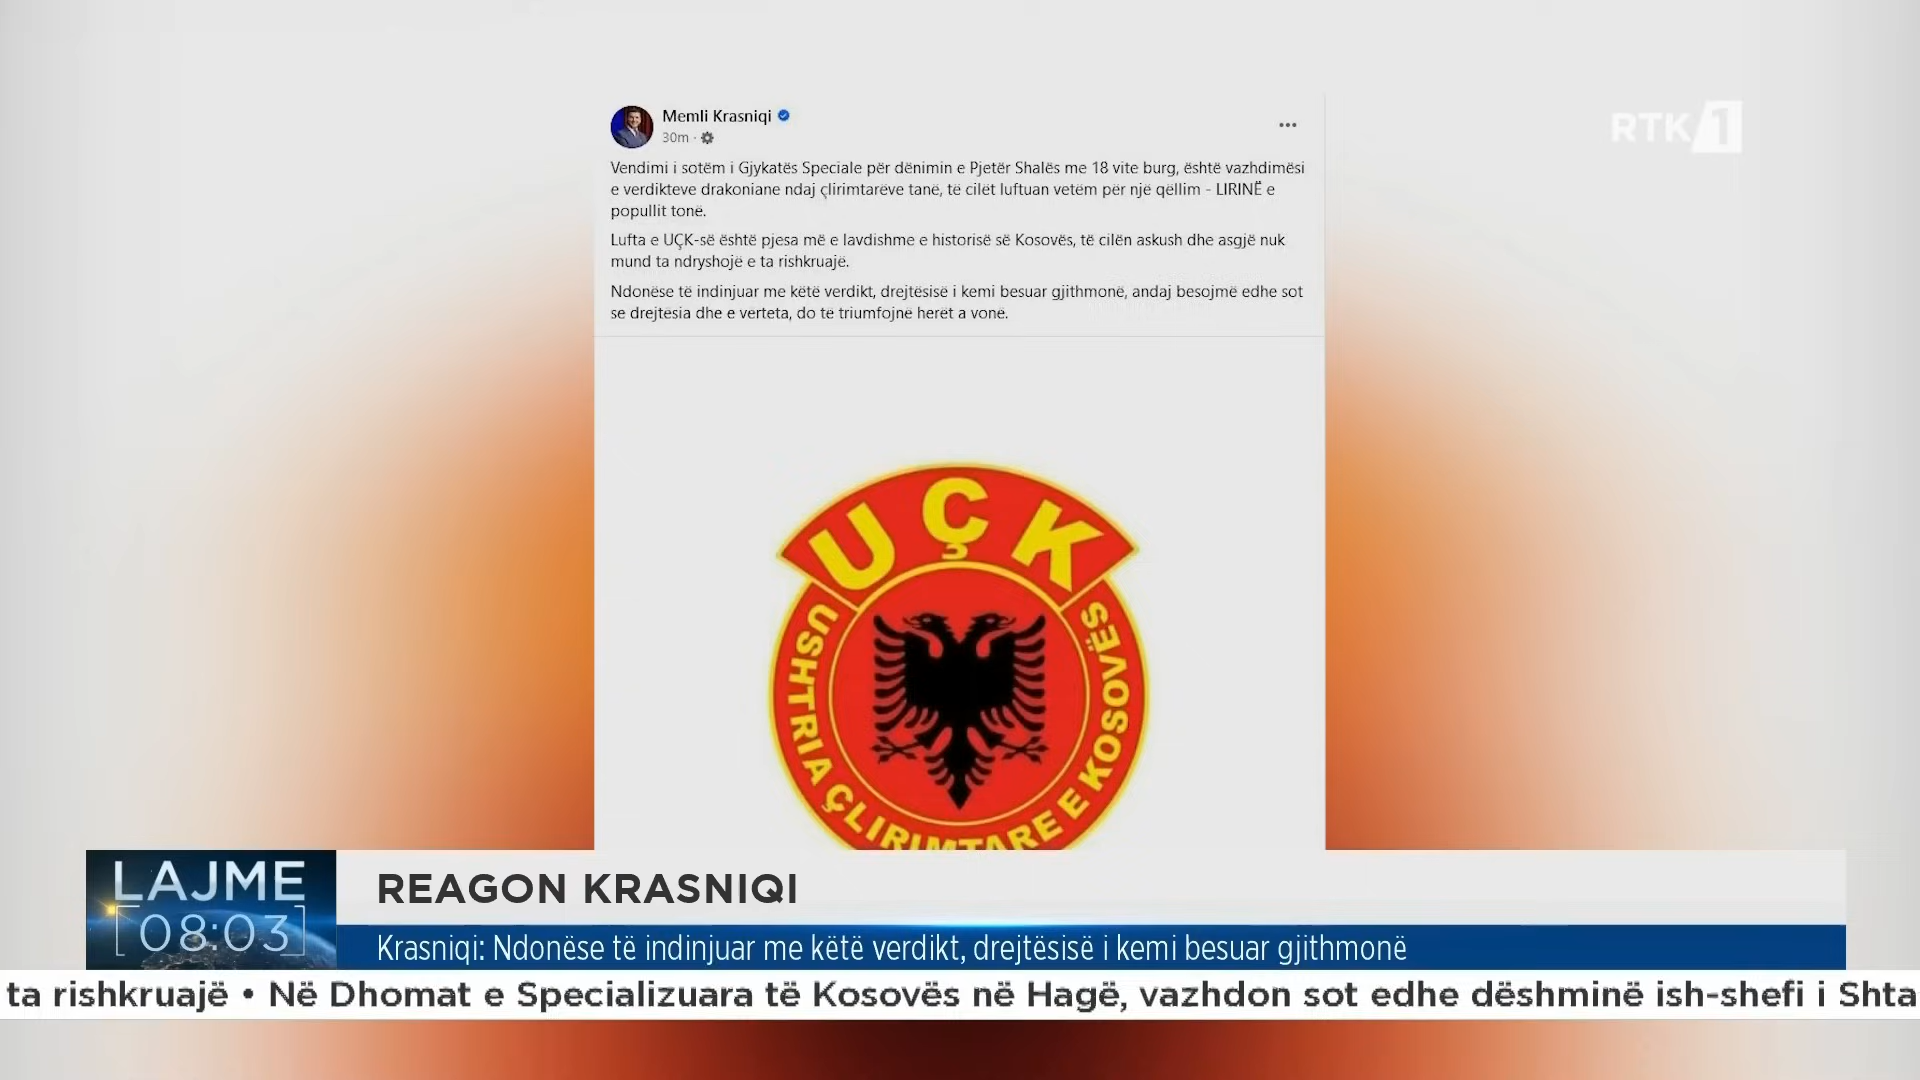 Memli Krasniqi
30m
RTK 1
Vendimi i sotëm i Gjykatës Speciale për dënimin e Pjetër Shalës me 18 vite burg, është vazhdimësi
e verdikteve drakoniane ndaj çlirimtarëve tanë, të cilët luftuan vetëm për një qëllim - LIRINË e
popullit tonë.
Lufta e UÇK-së është pjesa më e lavdishme e historisë së Kosovës, të cilën askush dhe asgjë nuk
mund ta ndryshojë e ta rishkruajë.
Ndonëse të indinjuar me këtë verdikt, drejtësisë i kemi besuar gjithmonë, andaj besojmë edhe sot
se drejtësia dhe e vërteta, do të triumfojnë herët a vonë.
UÇK
USHTRIA ÇLIRIMTARE E KOSOVËS
LAJME
08:03
REAGON KRASNIQI
Krasniqi: Ndonëse të indinjuar me këtë verdikt, drejtësisë i kemi besuar gjithmonë
ta rishkruajë • Në Dhomat e Specializuara të Kosovës në Hagë, vazhdon sot edhe dëshminë ish-shefi i Shta